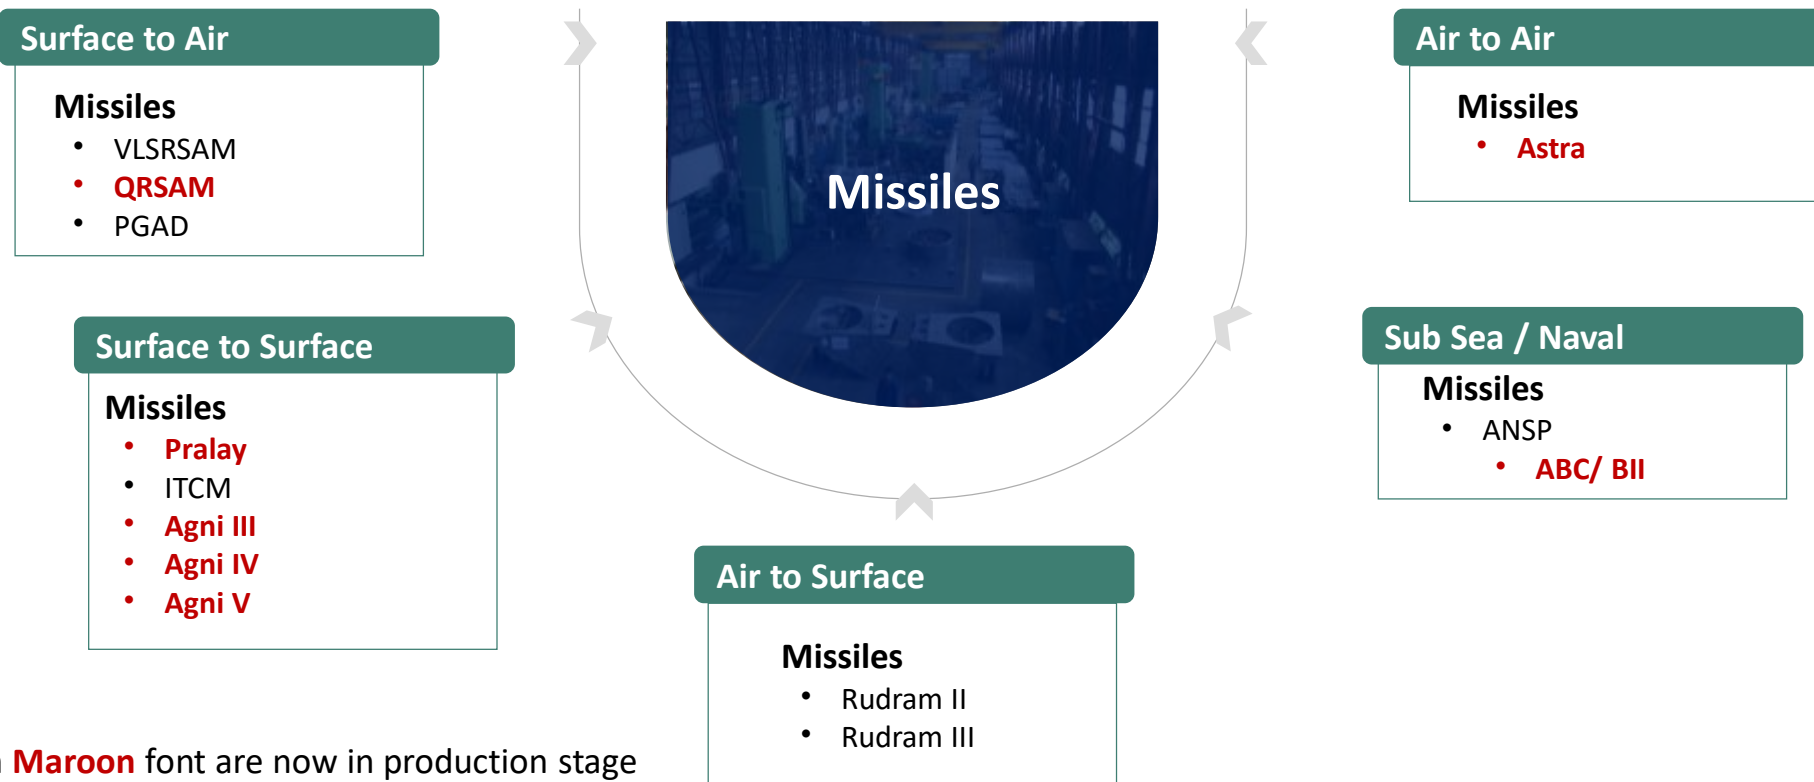 Surface to Air
Missiles
• VLSRSAM
• QRSAM
• PGAD
Surface to Surface
Missiles
• Pralay
• ITCM
• Agni III
• Agni IV
• Agni V
Missiles
Air to Surface
Missiles
• Rudram II
• Rudram III
Air to Air
Missiles
• Astra
Sub Sea / Naval
Missiles
• ANSP
• ABC/ BII
Maroon font are now in production stage